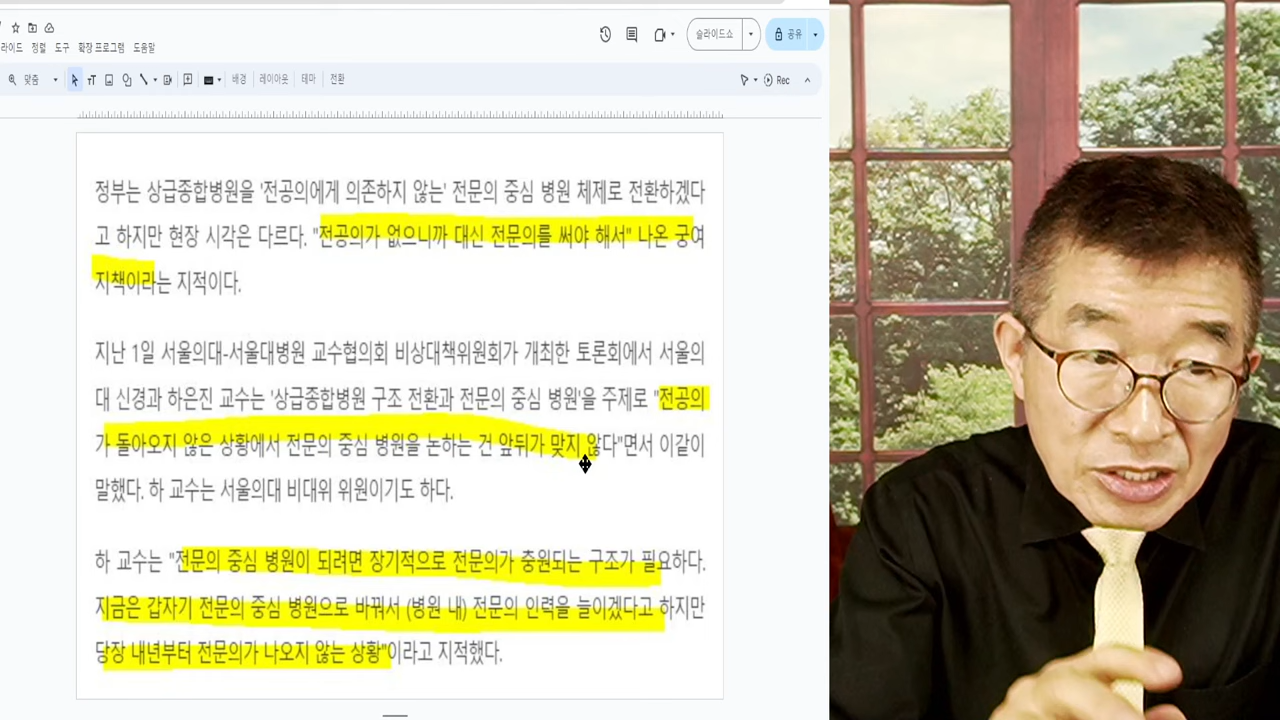 라이드 정렬 도구 확장 프로그램 도움말
슬라이드쇼
공유
맞춤
배경 레이아웃 테마 전환
Rec
정부는 상급종합병원을 '전공의에게 의존하지 않는' 전문의 중심 병원 체제로 전환하겠다
고 하지만 현장 시각은 다르다. "전공의가 없으니까 대신 전문의를 써야 해서" 나온 궁여
지책이라는 지적이다.
지난 1일 서울의대-서울대병원 교수협의회 비상대책위원회가 개최한 토론회에서 서울의
대 신경과 하은진 교수는 '상급종합병원 구조 전환과 전문의 중심 병원'을 주제로 "전공의
가 돌아오지 않은 상황에서 전문의 중심 병원을 논하는 건 앞뒤가 맞지 않다"면서 이같이
말했다. 하 교수는 서울의대 비대위 위원이기도 하다.
하 교수는 "전문의 중심 병원이 되려면 장기적으로 전문의가 충원되는 구조가 필요하다.
지금은 갑자기 전문의 중심 병원으로 바꿔서 (병원 내) 전문의 인력을 늘이겠다고 하지만
당장 내년부터 전문의가 나오지 않는 상황"이라고 지적했다.